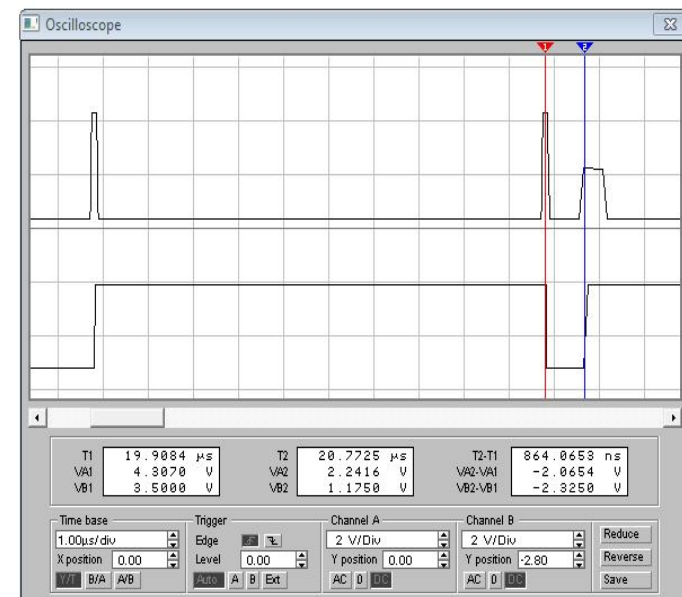 Oscilloscope
1 2
T1 19.9084 µs T2 20.7725 µs T2-T1 864.0653 ns
VA1 4.3070 V VA2 2.2416 V VA2-VA1 -2.0654 V
VB1 3.5000 V VB2 1.1750 V VB2-VB1 -2.3250 V
Time base Trigger Channel A Channel B
1.00µs/div Edge 2 V/Div 2 V/Div Reduce
X position 0.00 Level 0.00 Y position 0.00 Y position -2.80 Reverse
Y/T B/A A/B Auto A B Ext AC 0 DC AC 0 DC Save